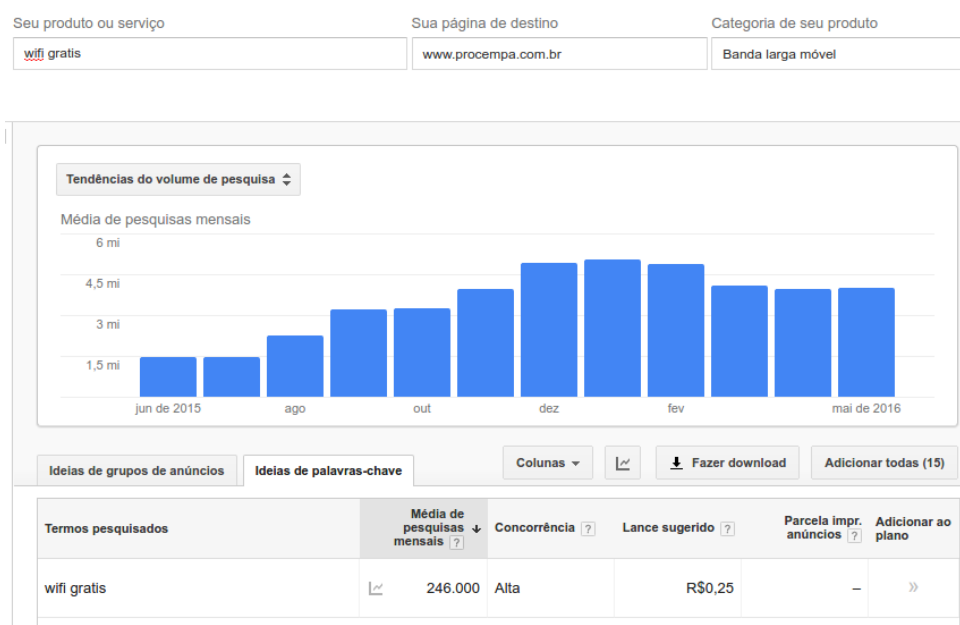 Seu produto ou serviço
Sua página de destino
Categoria de seu produto
wifi gratis
www.procempa.com.br
Banda larga móvel
Tendências do volume de pesquisa
Média de pesquisas mensais
6 mi
4,5 mi
3 mi
1,5 mi
jun de 2015 ago out dez fev mai de 2016
Ideias de grupos de anúncios
Ideias de palavras-chave
Colunas
Fazer download
Adicionar todas (15)
Termos pesquisados
Média de
pesquisas
mensais ?
Concorrência ?
Lance sugerido ?
Parcela impr.
anúncios ?
Adicionar ao
plano
wifi gratis 246.000 Alta R$0,25 – »